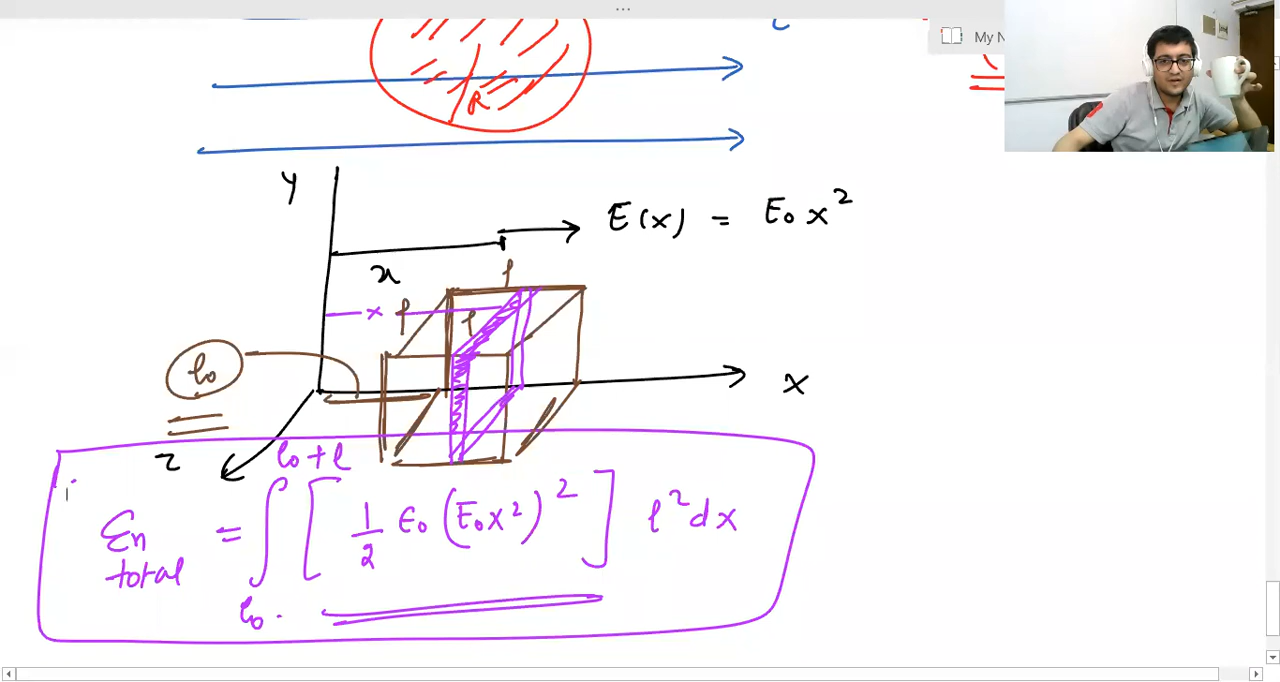 My N
R
y
E(x) = E₀x²
x
l
x
l
l
l₀
x
z
En total = ∫_{l₀}^{l₀+l} [ 1/2 ε₀ (E₀x²)² ] l² dx